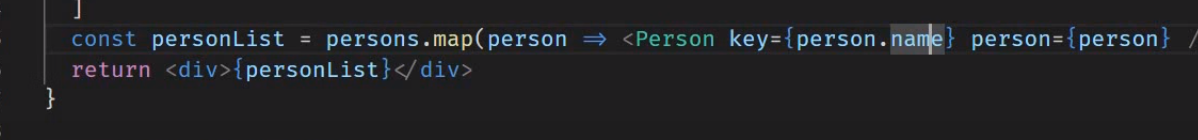 ]
const personList = persons.map(person => <Person key={person.name} person={person} /
return <div>{personList}</div>
}